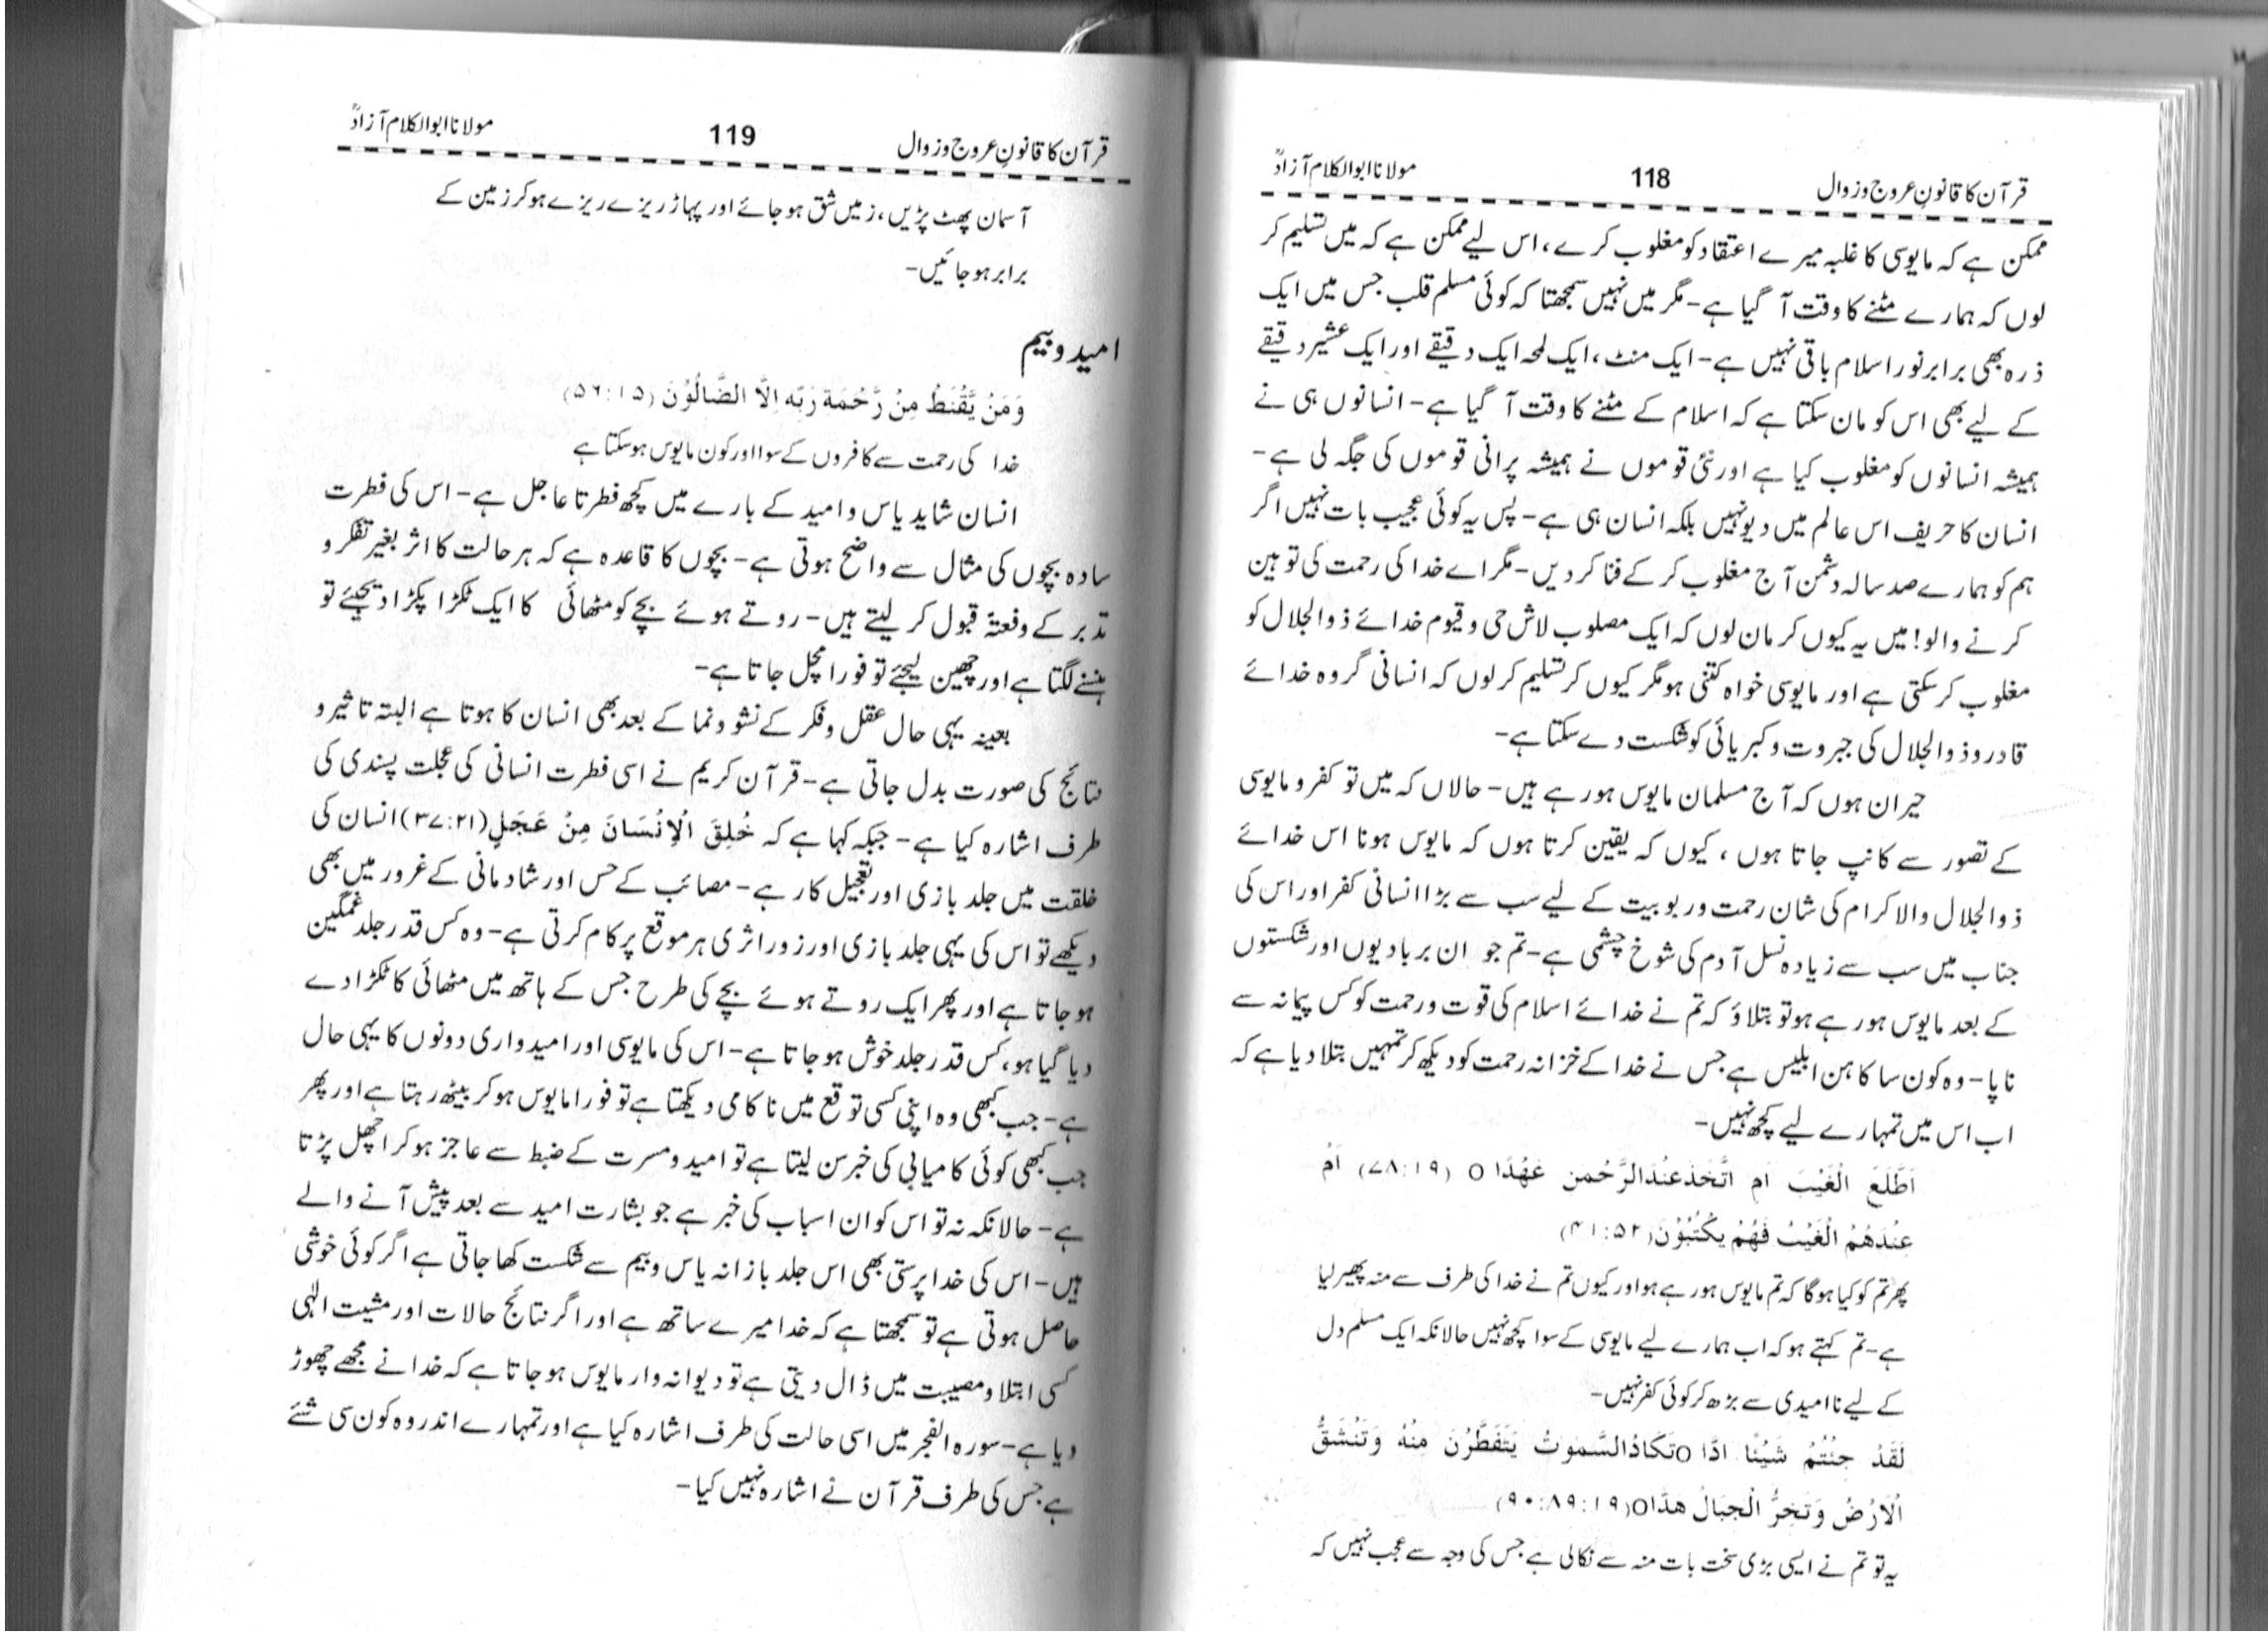 قرآن کا قانونِ عروج و زوال 118 مولانا ابوالکلام آزادؒ
ممکن ہے کہ مایوسی کا غلبہ میرے اعتقاد کو مغلوب کرے، اس لیے ممکن ہے کہ میں تسلیم کر
لوں کہ ہمارے مٹنے کا وقت آ گیا ہے- مگر میں نہیں سمجھتا کہ کوئی مسلم قلب جس میں ایک
ذرہ بھی برابر نور اسلام باقی نہیں ہے- ایک منٹ، ایک لمحہ ایک دقیقے اور ایک عشیر دقیقے
کے لیے بھی اس کو مان سکتا ہے کہ اسلام کے مٹنے کا وقت آ گیا ہے- انسانوں ہی نے
ہمیشہ انسانوں کو مغلوب کیا ہے اور نئی قوموں نے ہمیشہ پرانی قوموں کی جگہ لی ہے-
انسان کا حریف اس عالم میں دیو نہیں بلکہ انسان ہی ہے- پس یہ کوئی عجیب بات نہیں اگر
ہم کو ہمارے صد سالہ دشمن آج مغلوب کر کے فنا کر دیں- مگر اے خدا کی رحمت کی توہین
کرنے والو! میں یہ کیوں کر مان لوں کہ ایک مصلوب لاش حی و قیوم خدائے ذوالجلال کو
مغلوب کر سکتی ہے اور مایوسی خواہ کتنی ہو مگر کیوں کر تسلیم کر لوں کہ انسانی گروہ خدائے
قادر و ذوالجلال کی جبروت و کبریائی کو شکست دے سکتا ہے-
حیران ہوں کہ آج مسلمان مایوس ہو رہے ہیں- حالاں کہ میں تو کفر و مایوسی
کے تصور سے کانپ جاتا ہوں، کیوں کہ یقین کرتا ہوں کہ مایوس ہونا اس خدائے
ذوالجلال والاکرام کی شان رحمت و ربوبیت کے لیے سب سے بڑا انسانی کفر اور اس کی
جناب میں سب سے زیادہ نسل آدم کی شوخ چشمی ہے- تم جو ان بربادیوں اور شکستوں
کے بعد مایوس ہو رہے ہو تو بتلاؤ کہ تم نے خدائے اسلام کی قوت و رحمت کو کس پیمانہ سے
ناپا- وہ کون سا کاہن ابلیس ہے جس نے خدا کے خزانہ رحمت کو دیکھ کر تمہیں بتلا دیا ہے کہ
اب اس میں تمہارے لیے کچھ نہیں-
اَطَّلَعَ الْغَیْبَ اَمِ اتَّخَذَ عِنْدَ الرَّحْمٰنِ عَهْدًا o (۷۸:۱۹) اَمْ
عِنْدَهُمُ الْغَیْبُ فَهُمْ یَکْتُبُوْنَ (۴۱:۵۲)
پھر تم کو کیا ہوگا کہ تم مایوس ہو رہے ہو اور کیوں تم نے خدا کی طرف سے منہ پھیر لیا
ہے- تم کہتے ہو کہ اب ہمارے لیے مایوسی کے سوا کچھ نہیں حالانکہ ایک مسلم دل
کے لیے ناامیدی سے بڑھ کر کوئی کفر نہیں-
لَقَدْ جِئْتُمْ شَیْئًا اِدًّا o تَکَادُ السَّمٰوٰتُ یَتَفَطَّرْنَ مِنْهُ وَتَنْشَقُّ
الْاَرْضُ وَتَخِرُّ الْجِبَالُ هَدًّا o (۹۰:۸۹:۱۹)
یہ تو تم نے ایسی بڑی سخت بات منہ سے نکالی ہے جس کی وجہ سے عجب نہیں کہ
قرآن کا قانونِ عروج و زوال 119 مولانا ابوالکلام آزادؒ
آسمان پھٹ پڑیں، زمیں شق ہو جائے اور پہاڑ ریزے ریزے ہو کر زمین کے
برابر ہو جائیں-
امید و بیم
وَمَنْ یَّقْنَطُ مِنْ رَّحْمَةِ رَبِّهٖ اِلَّا الضَّالُّوْنَ (۵۶:۱۵)
خدا کی رحمت سے کافروں کے سوا اور کون مایوس ہو سکتا ہے
انسان شاید یاس و امید کے بارے میں کچھ فطرتا عاجل ہے- اس کی فطرت
سادہ بچوں کی مثال سے واضح ہوتی ہے- بچوں کا قاعدہ ہے کہ ہر حالت کا اثر بغیر تفکر و
تدبر کے دفعتہً قبول کر لیتے ہیں- روتے ہوئے بچے کو مٹھائی کا ایک ٹکڑا پکڑا دیجئے تو
ہنسنے لگتا ہے اور چھین لیجئے تو فورا مچل جاتا ہے-
بعینہ یہی حال عقل و فکر کے نشوونما کے بعد بھی انسان کا ہوتا ہے البتہ تاثیر و
نتائج کی صورت بدل جاتی ہے- قرآن کریم نے اسی فطرت انسانی کی عجلت پسندی کی
طرف اشارہ کیا ہے- جبکہ کہا ہے کہ خُلِقَ الْاِنْسَانَ مِنْ عَجَلٍ (۳۷:۲۱) انسان کی
خلقت میں جلد بازی اور تعجیل کار ہے- مصائب کے حس اور شادمانی کے غرور میں بھی
دیکھے تو اس کی یہی جلد بازی اور زود اثری ہر موقع پر کام کرتی ہے- وہ کس قدر جلد غمگین
ہو جاتا ہے اور پھر ایک روتے ہوئے بچے کی طرح جس کے ہاتھ میں مٹھائی کا ٹکڑا دے
دیا گیا ہو، کس قدر جلد خوش ہو جاتا ہے- اس کی مایوسی اور امیدواری دونوں کا یہی حال
ہے- جب کبھی وہ اپنی کسی توقع میں ناکامی دیکھتا ہے تو فورا مایوس ہو کر بیٹھ رہتا ہے اور پھر
جب کبھی کوئی کامیابی کی خبر سن لیتا ہے تو امید و مسرت کے ضبط سے عاجز ہو کر اچھل پڑتا
ہے- حالانکہ نہ تو اس کو ان اسباب کی خبر ہے جو بشارت امید سے بعد پیش آنے والے
ہیں- اس کی خدا پرستی بھی اس جلد بازانہ یاس و بیم سے شکست کھا جاتی ہے اگر کوئی خوشی
حاصل ہوتی ہے تو سمجھتا ہے کہ خدا میرے ساتھ ہے اور اگر نتائج حالات اور مشیت الٰہی
کسی ابتلا و مصیبت میں ڈال دیتی ہے تو دیوانہ وار مایوس ہو جاتا ہے کہ خدا نے مجھے چھوڑ
دیا ہے- سورہ الفجر میں اسی حالت کی طرف اشارہ کیا ہے اور تمہارے اندر وہ کون سی شئے
ہے جس کی طرف قرآن نے اشارہ نہیں کیا-